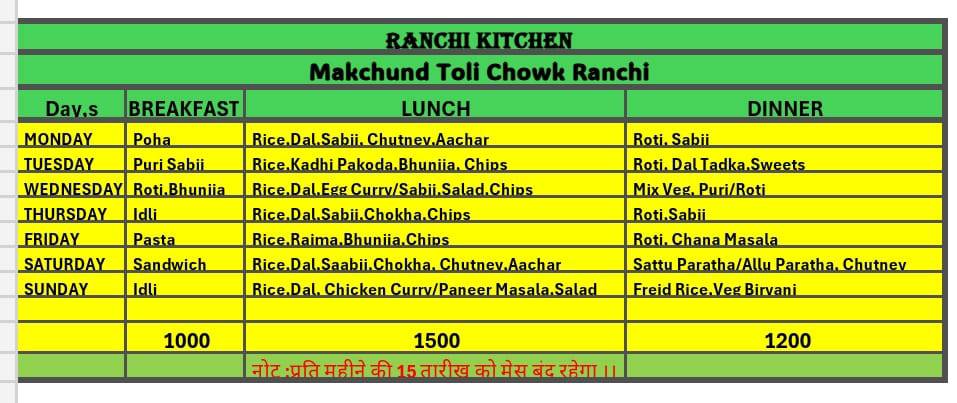 RANCHI KITCHEN
Makchund Toli Chowk Ranchi
Day,s BREAKFAST LUNCH DINNER
MONDAY Poha Rice,Dal,Sabji, Chutney,Aachar Roti, Sabji
TUESDAY Puri Sabji Rice,Kadhi Pakoda,Bhunjia, Chips Roti, Dal Tadka,Sweets
WEDNESDAY Roti,Bhunjia Rice,Dal,Egg Curry/Sabji,Salad,Chips Mix Veg, Puri/Roti
THURSDAY Idli Rice,Dal,Sabji,Chokha,Chips Roti,Sabji
FRIDAY Pasta Rice,Rajma,Bhunjia,Chips Roti, Chana Masala
SATURDAY Sandwich Rice,Dal,Saabji,Chokha, Chutney,Aachar Sattu Paratha/Allu Paratha, Chutney
SUNDAY Idli Rice,Dal, Chicken Curry/Paneer Masala,Salad Freid Rice,Veg Biryani
1000 1500 1200
नोट :प्रति महीने की 15 तारीख को मेस बंद रहेगा ।।